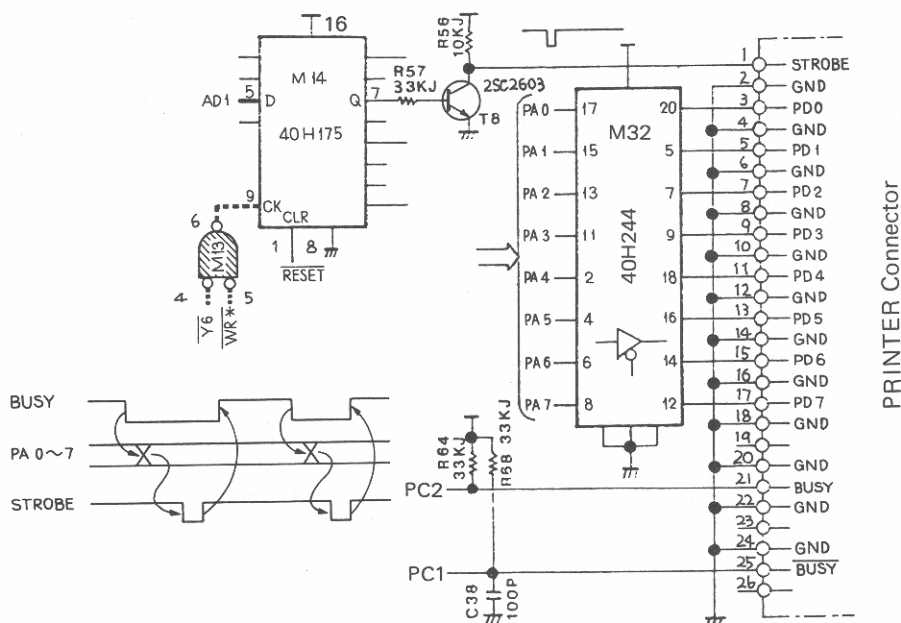 16
M14
AD1
5
D
Q
7
40H175
9
CK
CLR
6
M13
1
8
RESET
4
5
Y6
WR*
R57
33KJ
R56
10KJ
2SC2603
T8
PA0
17
M32
20
PA1
15
5
PA2
13
7
PA3
11
9
40H244
PA4
2
18
PA5
4
16
PA6
6
14
PA7
8
12
1
STROBE
2
GND
3
PD0
4
GND
5
PD1
6
GND
7
PD2
8
GND
9
PD3
10
GND
11
PD4
12
GND
13
PD5
14
GND
15
PD6
16
GND
17
PD7
18
GND
19
20
GND
21
BUSY
22
GND
23
24
GND
25
BUSY
26
PRINTER Connector
R64
33KJ
R68 33KJ
PC2
PC1
C38
100P
BUSY
PA 0~7
STROBE